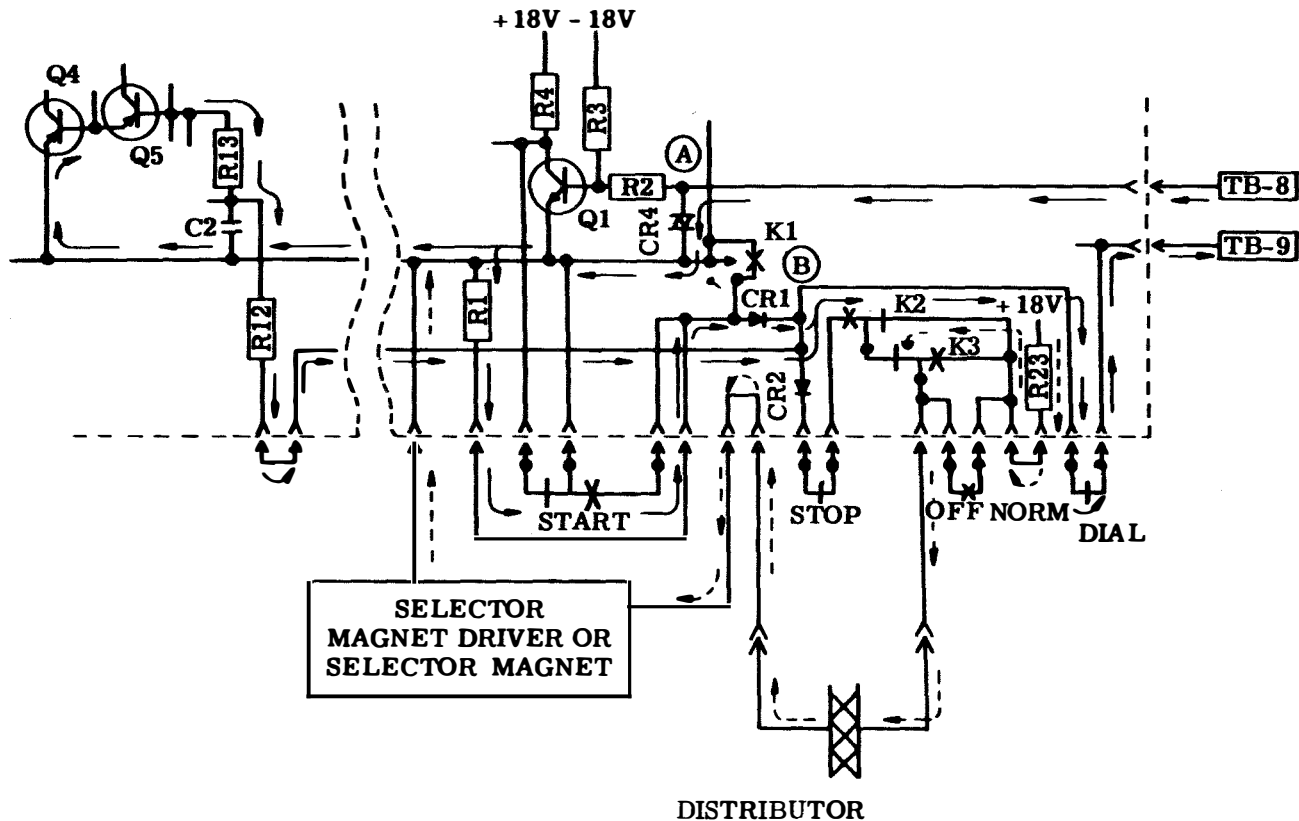 +18V -18V
Q4
Q5
R13
C2
R12
R4
R3
R2
Q1
A
CR4
K1
B
TB-8
TB-9
R1
CR1
K2
+18V
K3
R23
CR2
START
STOP
OFF NORM
DIAL
SELECTOR
MAGNET DRIVER OR
SELECTOR MAGNET
DISTRIBUTOR